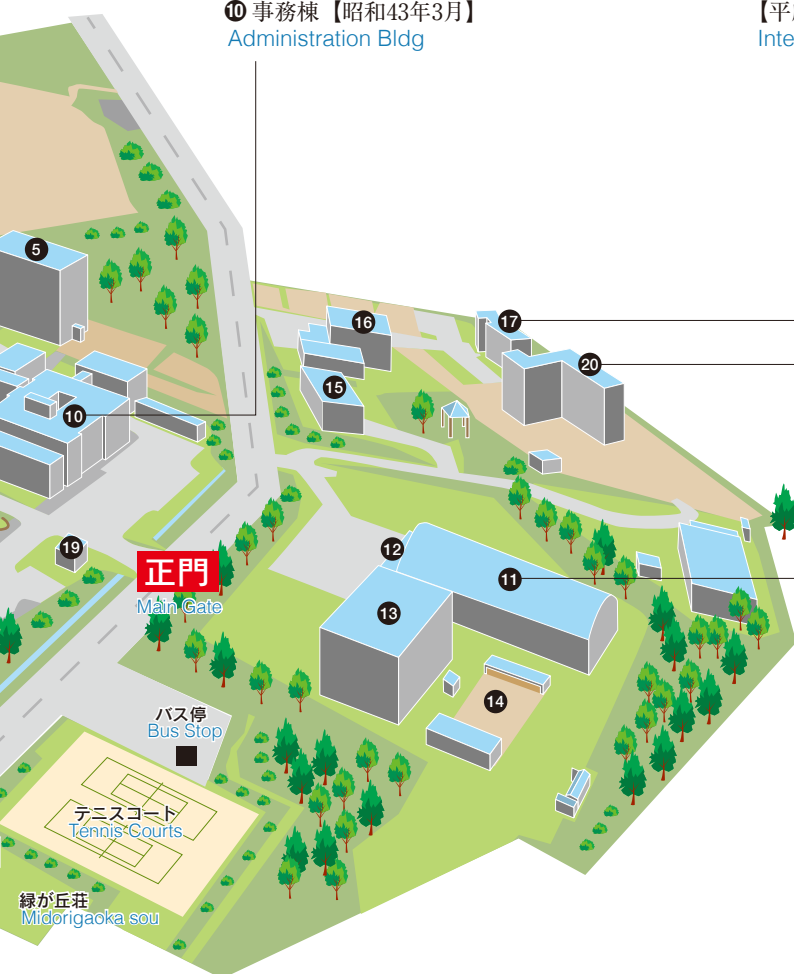 ❿ 事務棟【昭和43年3月】
Administration Bldg
【平
Inte
5
16
17
20
15
10
19
正門
Main Gate
12
11
13
14
バス停
Bus Stop
テニスコート
Tennis Courts
緑が丘荘
Midorigaoka sou